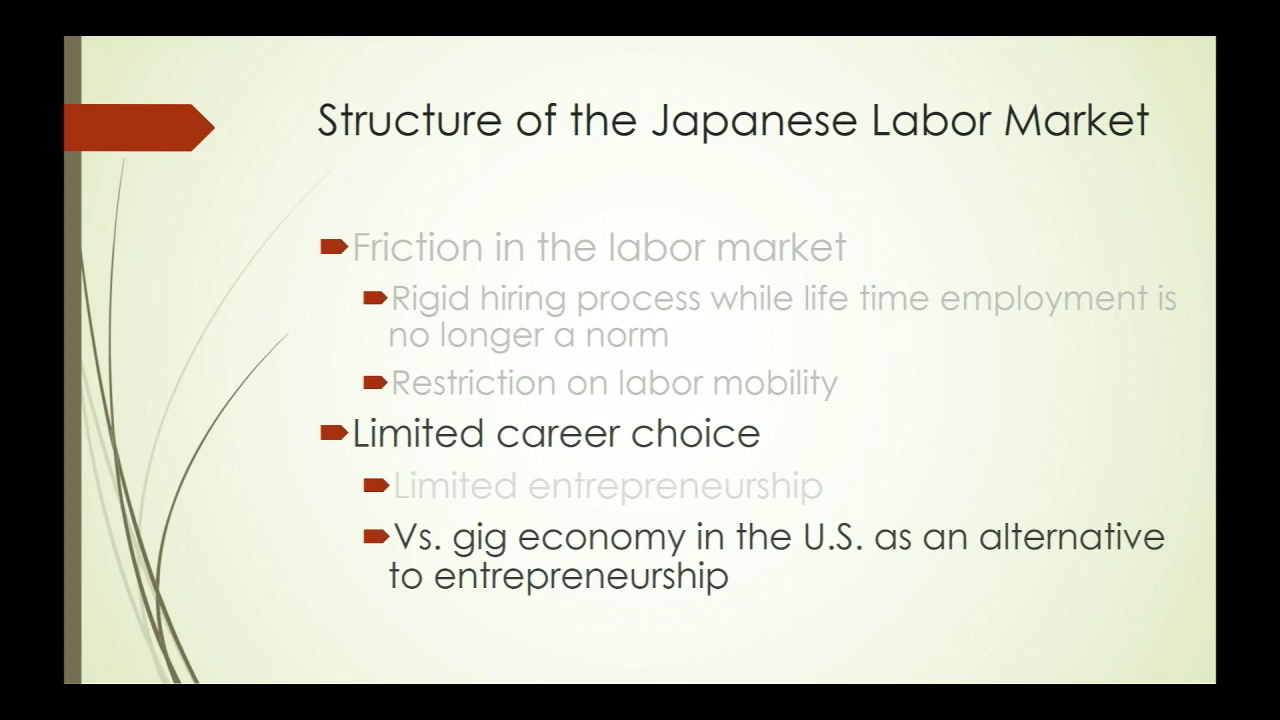 Structure of the Japanese Labor Market
Friction in the labor market
Rigid hiring process while life time employment is
no longer a norm
Restriction on labor mobility
Limited career choice
Limited entrepreneurship
Vs. gig economy in the U.S. as an alternative
to entrepreneurship